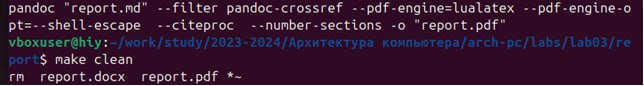 pandoc "report.md" --filter pandoc-crossref --pdf-engine=lualatex --pdf-engine-o
pt=--shell-escape  --citeproc  --number-sections -o "report.pdf"
vboxuser@hiy:~/work/study/2023-2024/Архитектура компьютера/arch-pc/labs/lab03/re
port$ make clean
rm  report.docx  report.pdf *~